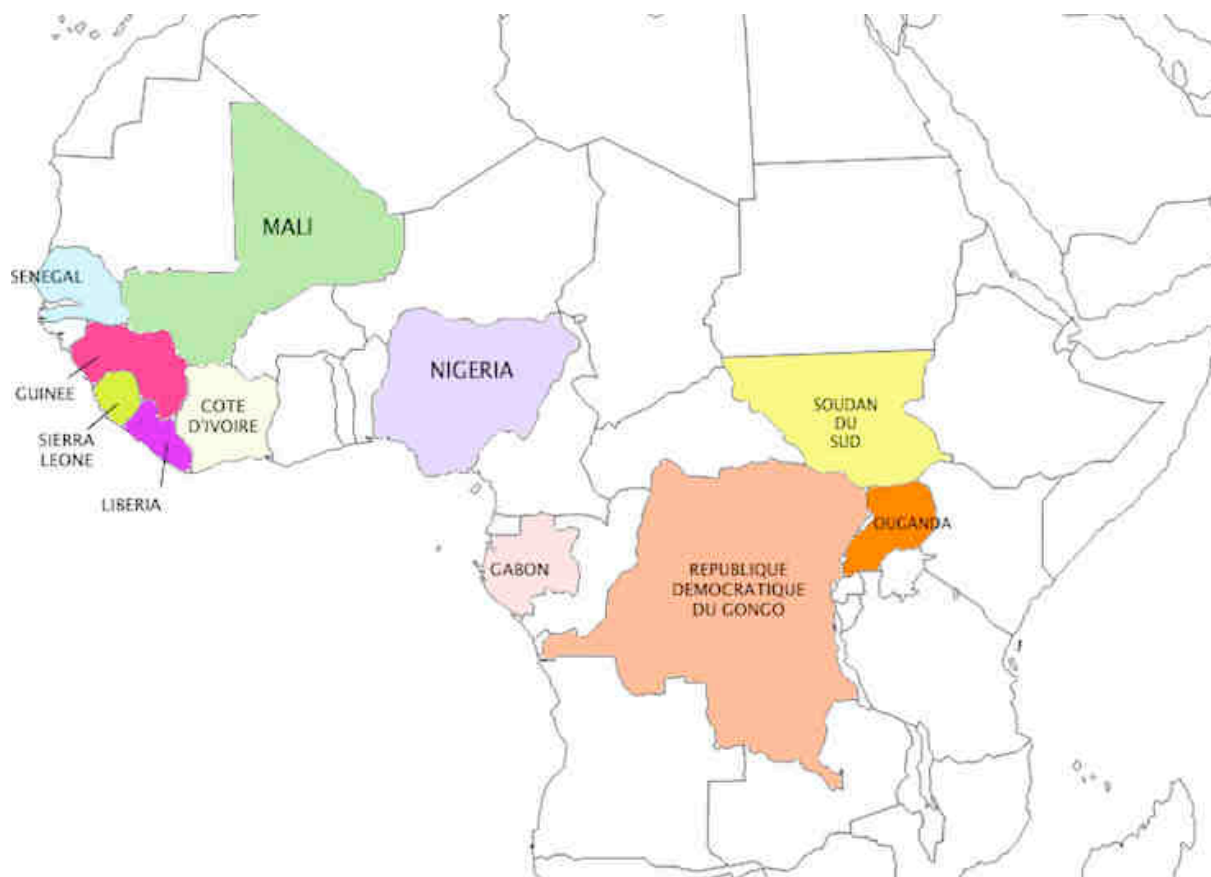 MALI
SENEGAL
NIGERIA
GUINEE
COTE
D'IVOIRE
SOUDAN
DU
SUD
SIERRA
LEONE
LIBERIA
OUGANDA
GABON
REPUBLIQUE
DEMOCRATIQUE
DU GONGO